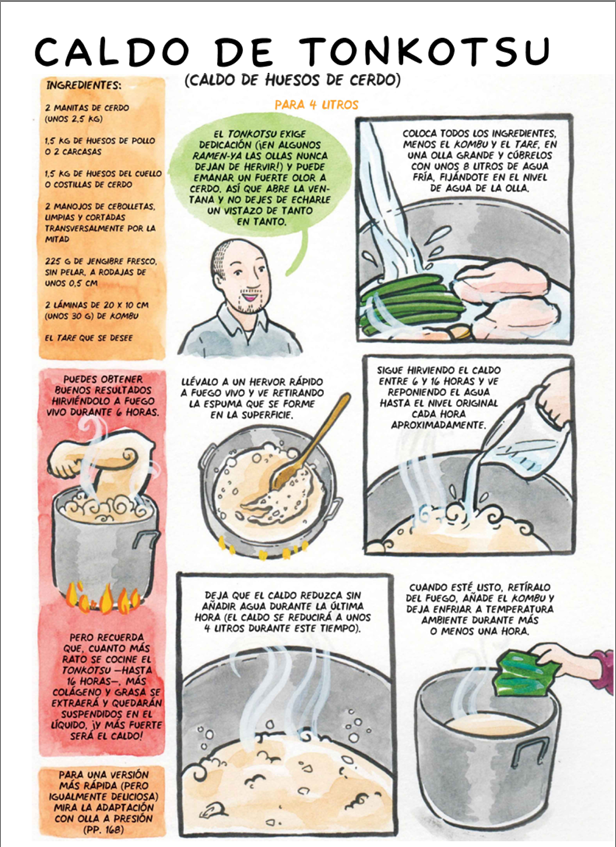 CALDO DE TONKOTSU
(CALDO DE HUESOS DE CERDO)
PARA 4 LITROS
INGREDIENTES:
2 MANITAS DE CERDO
(UNOS 2,5 KG)
1,5 KG DE HUESOS DE POLLO
O 2 CARCASAS
1,5 KG DE HUESOS DEL CUELLO
O COSTILLAS DE CERDO
2 MANOJOS DE CEBOLLETAS,
LIMPIAS Y CORTADAS
TRANSVERSALMENTE POR LA
MITAD
225 G DE JENGIBRE FRESCO,
SIN PELAR, A RODAJAS DE
UNOS 0,5 CM
2 LÁMINAS DE 20 X 10 CM
(UNOS 30 G) DE KOMBU
EL TARE QUE SE DESEE
EL TONKOTSU EXIGE
DEDICACIÓN (¡EN ALGUNOS
RAMEN-YA LAS OLLAS NUNCA
DEJAN DE HERVIR!) Y PUEDE
EMANAR UN FUERTE OLOR A
CERDO. ASÍ QUE ABRE LA VEN-
TANA Y NO DEJES DE ECHARLE
UN VISTAZO DE TANTO
EN TANTO.
COLOCA TODOS LOS INGREDIENTES,
MENOS EL KOMBU Y EL TARE, EN
UNA OLLA GRANDE Y CÚBRELOS
CON UNOS 8 LITROS DE AGUA
FRÍA, FIJÁNDOTE EN EL NIVEL
DE AGUA DE LA OLLA.
PUEDES OBTENER
BUENOS RESULTADOS
HIRVIÉNDOLO A FUEGO
VIVO DURANTE 6 HORAS.
PERO RECUERDA
QUE, CUANTO MÁS
RATO SE COCINE EL
TONKOTSU —HASTA
16 HORAS—, MÁS
COLÁGENO Y GRASA SE
EXTRAERÁ Y QUEDARÁN
SUSPENDIDOS EN EL
LÍQUIDO, ¡Y MÁS FUERTE
SERÁ EL CALDO!
LLÉVALO A UN HERVOR RÁPIDO
A FUEGO VIVO Y VE RETIRANDO
LA ESPUMA QUE SE FORME
EN LA SUPERFICIE.
SIGUE HIRVIENDO EL CALDO
ENTRE 6 Y 16 HORAS Y VE
REPONIENDO EL AGUA
HASTA EL NIVEL ORIGINAL
CADA HORA
APROXIMADAMENTE.
DEJA QUE EL CALDO REDUZCA SIN
AÑADIR AGUA DURANTE LA ÚLTIMA
HORA (EL CALDO SE REDUCIRÁ A UNOS
4 LITROS DURANTE ESTE TIEMPO).
CUANDO ESTÉ LISTO, RETÍRALO
DEL FUEGO, AÑADE EL KOMBU Y
DEJA ENFRIAR A TEMPERATURA
AMBIENTE DURANTE MÁS
O MENOS UNA HORA.
PARA UNA VERSIÓN
MÁS RÁPIDA (PERO
IGUALMENTE DELICIOSA)
MIRA LA ADAPTACIÓN
CON OLLA A PRESIÓN
(PP. 168)